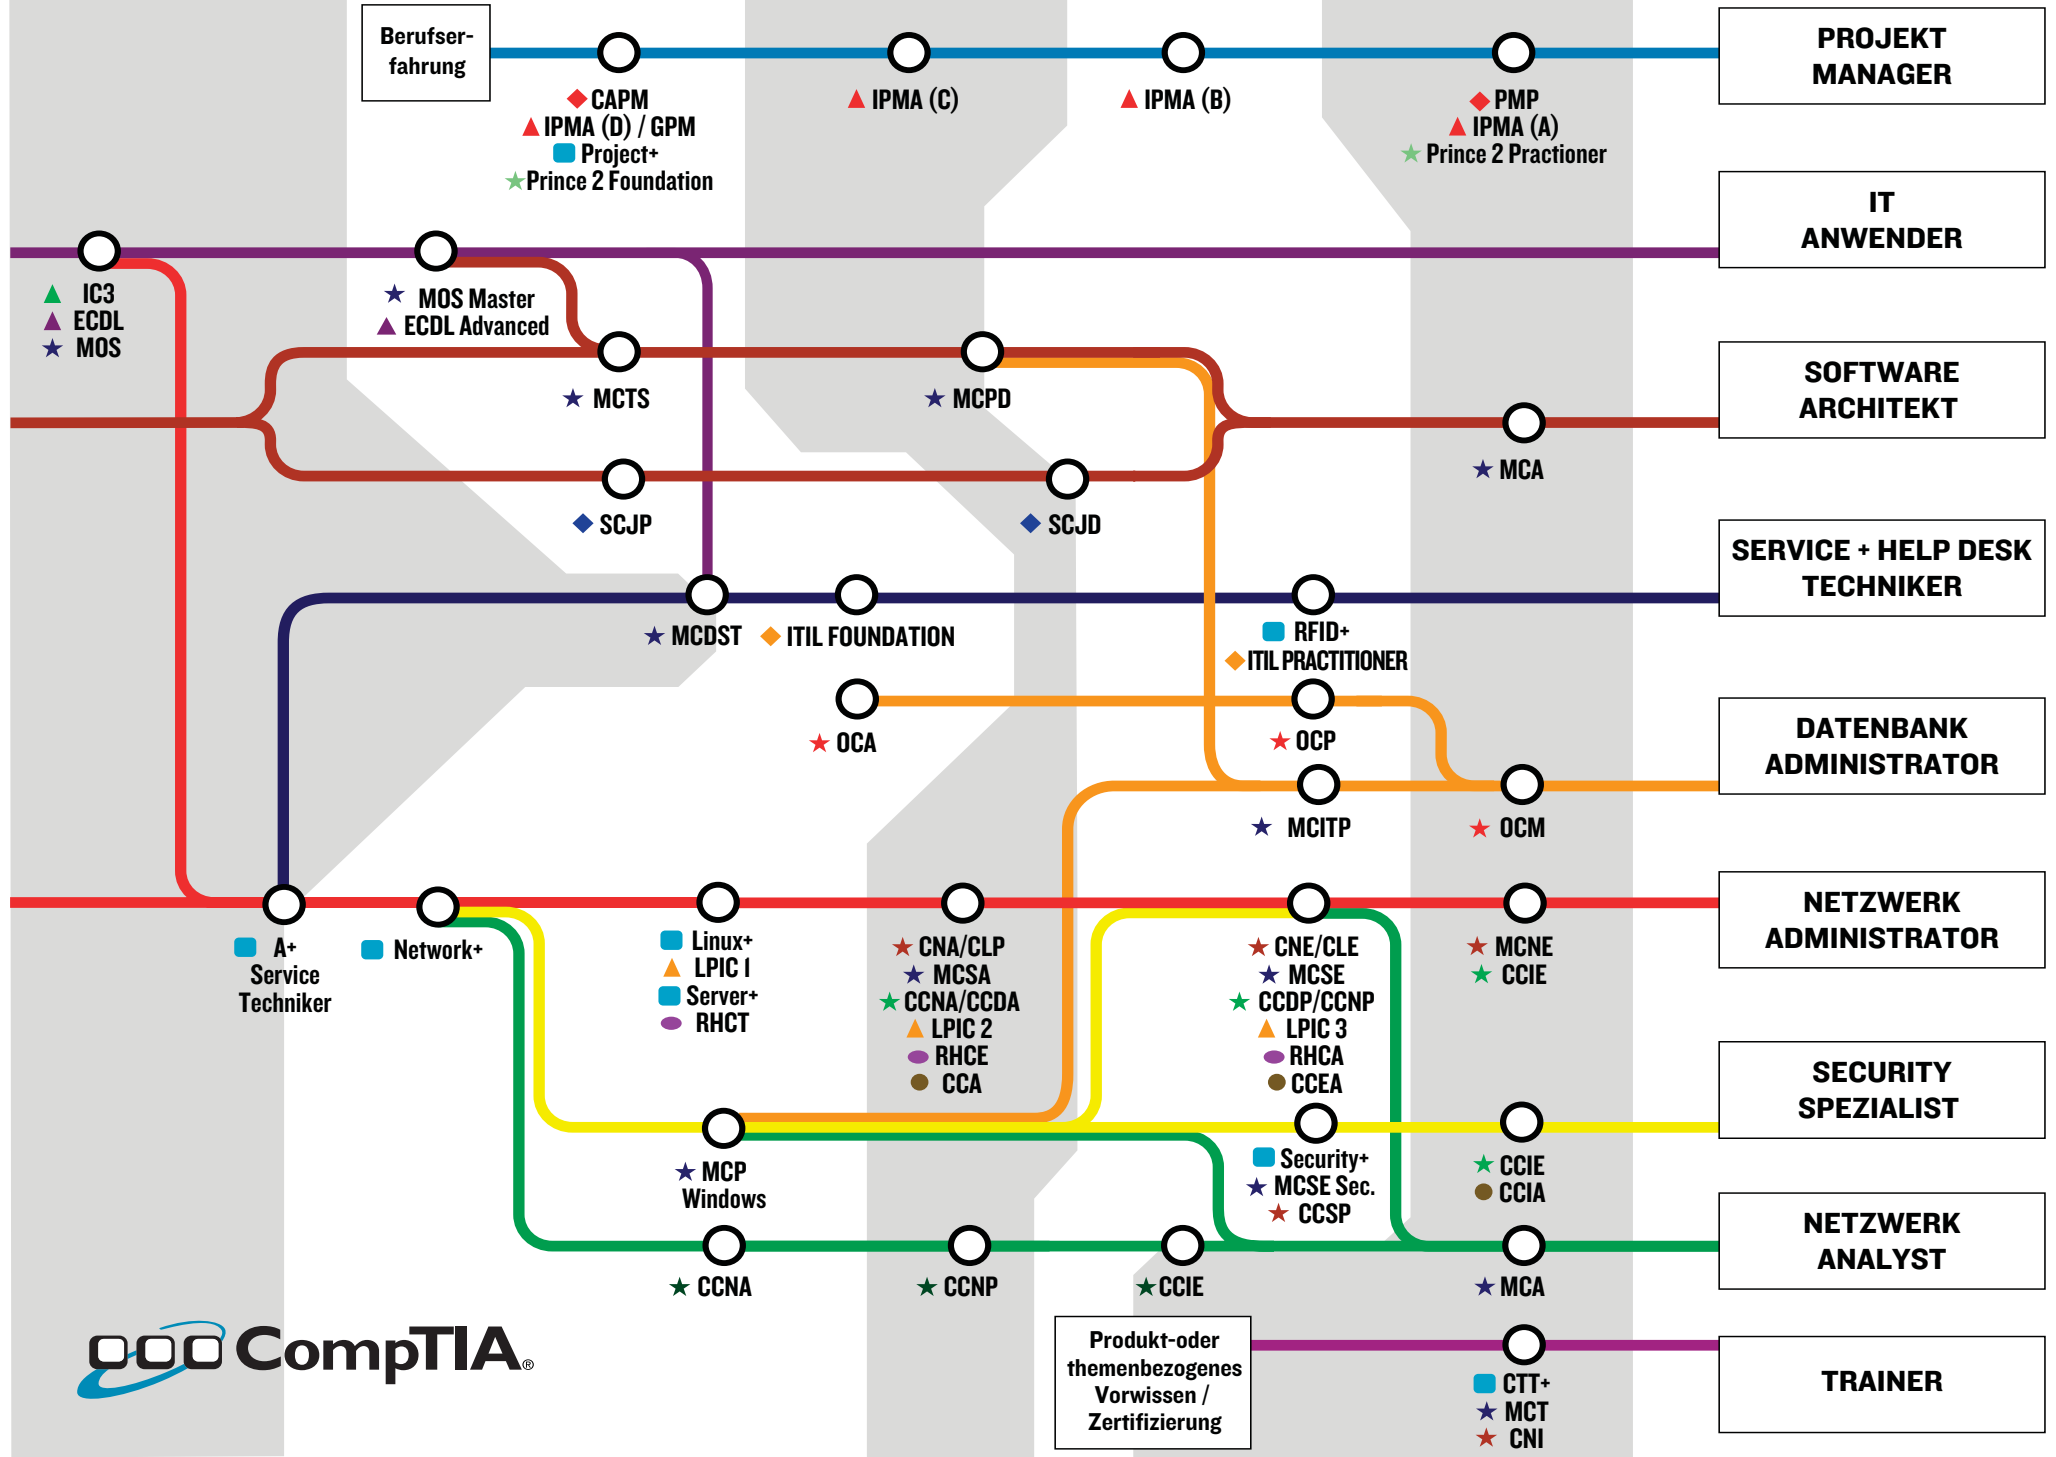 Berufser-
fahrung
PROJEKT
MANAGER
CAPM
IPMA (D) / GPM
Project+
Prince 2 Foundation
IPMA (C)
IPMA (B)
PMP
IPMA (A)
Prince 2 Practioner
IT
ANWENDER
IC3
ECDL
MOS
MOS Master
ECDL Advanced
MCTS
MCPD
SOFTWARE
ARCHITEKT
MCA
SCJP
SCJD
SERVICE + HELP DESK
TECHNIKER
MCDST
ITIL FOUNDATION
RFID+
ITIL PRACTITIONER
OCA
OCP
DATENBANK
ADMINISTRATOR
MCITP
OCM
NETZWERK
ADMINISTRATOR
A+
Service
Techniker
Network+
Linux+
LPIC 1
Server+
RHCT
CNA/CLP
MCSA
CCNA/CCDA
LPIC 2
RHCE
CCA
CNE/CLE
MCSE
CCDP/CCNP
LPIC 3
RHCA
CCEA
MCNE
CCIE
SECURITY
SPEZIALIST
MCP
Windows
Security+
MCSE Sec.
CCSP
CCIE
CCIA
NETZWERK
ANALYST
CCNA
CCNP
CCIE
MCA
CompTIA®
Produkt-oder
themenbezogenes
Vorwissen /
Zertifizierung
CTT+
MCT
CNI
TRAINER